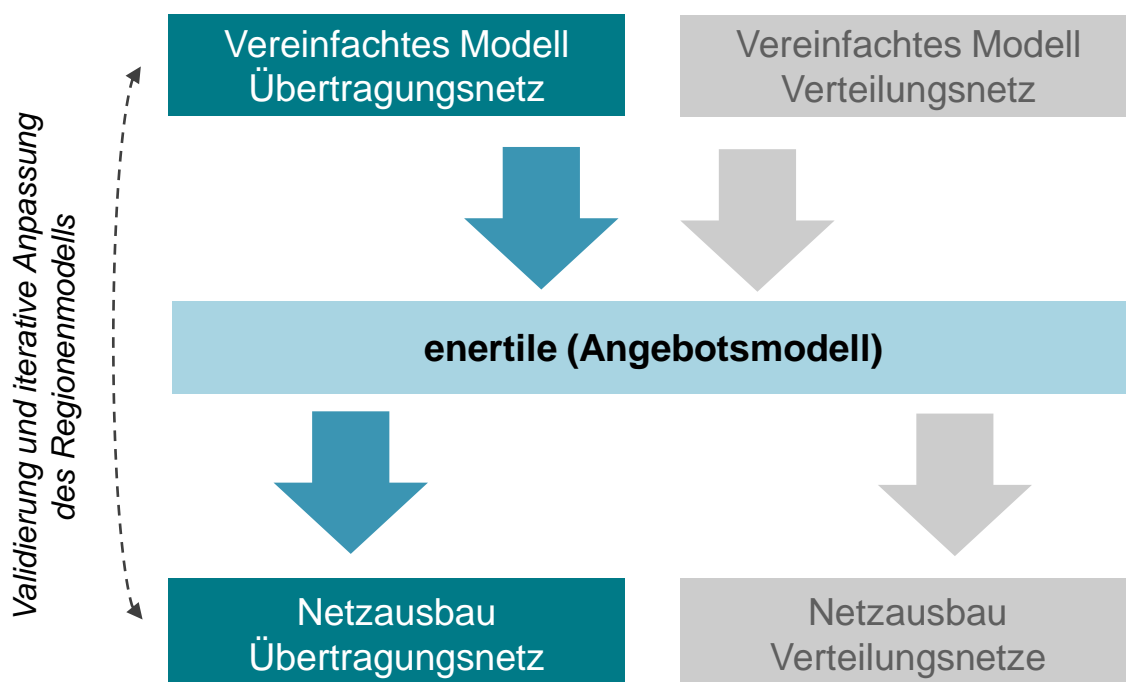 Vereinfachtes Modell
Übertragungsnetz
Vereinfachtes Modell
Verteilungsnetz
Validierung und iterative Anpassung
des Regionenmodells
enertile (Angebotsmodell)
Netzausbau
Übertragungsnetz
Netzausbau
Verteilungsnetze